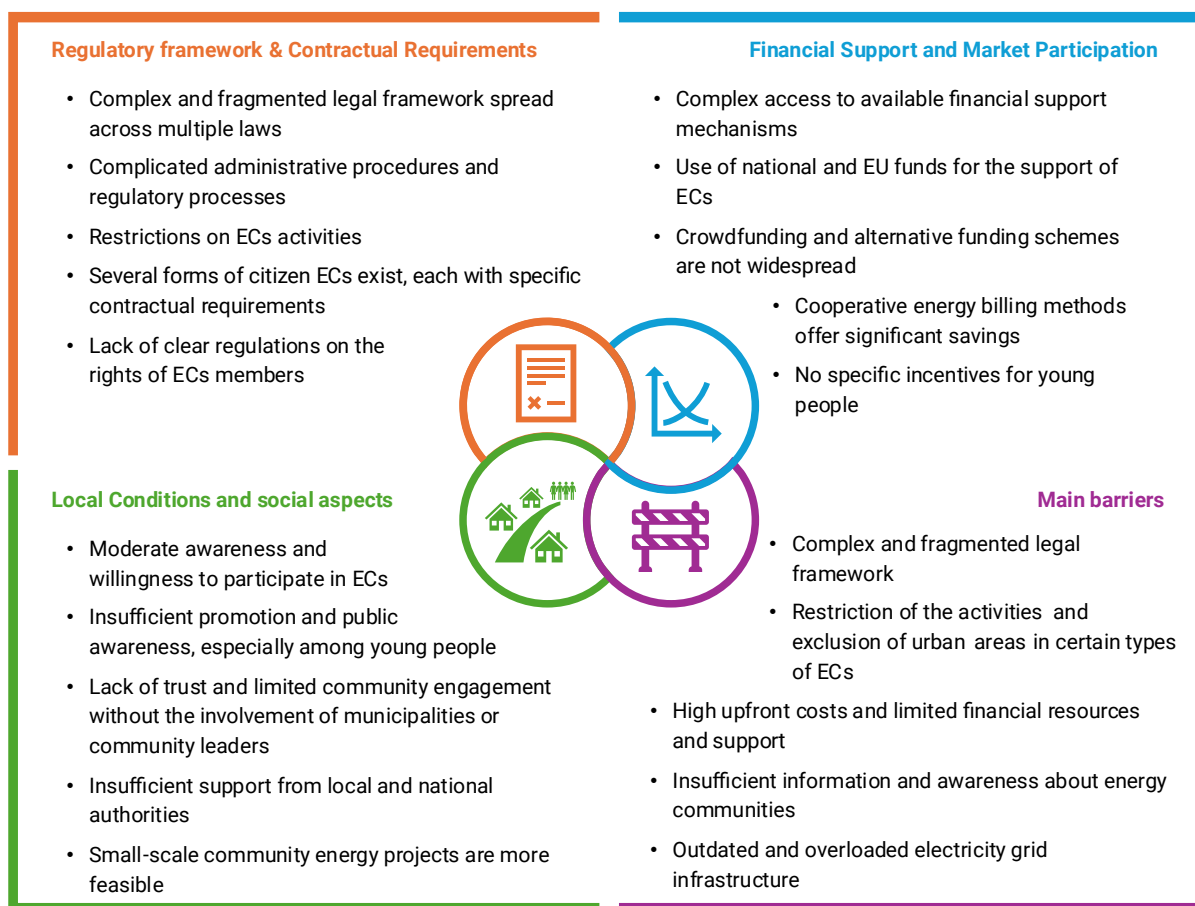 Regulatory framework & Contractual Requirements
• Complex and fragmented legal framework spread
across multiple laws
• Complicated administrative procedures and
regulatory processes
• Restrictions on ECs activities
• Several forms of citizen ECs exist, each with specific
contractual requirements
• Lack of clear regulations on the
rights of ECs members
Financial Support and Market Participation
• Complex access to available financial support
mechanisms
• Use of national and EU funds for the support of
ECs
• Crowdfunding and alternative funding schemes
are not widespread
• Cooperative energy billing methods
offer significant savings
• No specific incentives for young
people
Local Conditions and social aspects
• Moderate awareness and
willingness to participate in ECs
• Insufficient promotion and public
awareness, especially among young people
• Lack of trust and limited community engagement
without the involvement of municipalities or
community leaders
• Insufficient support from local and national
authorities
• Small-scale community energy projects are more
feasible
Main barriers
• Complex and fragmented legal
framework
• Restriction of the activities and
exclusion of urban areas in certain types
of ECs
• High upfront costs and limited financial resources
and support
• Insufficient information and awareness about energy
communities
• Outdated and overloaded electricity grid
infrastructure